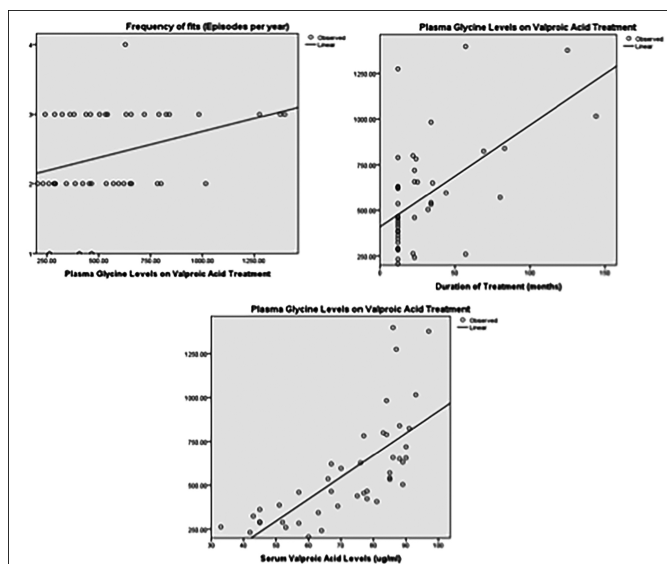 Frequency of fits (Episodes per year)
Observed
Linear
4
3
2
1
250.00 500.00 750.00 1000.00 1250.00
Plasma Glycine Levels on Valproic Acid Treatment
Plasma Glycine Levels on Valproic Acid Treatment
Observed
Linear
1250.00
1000.00
750.00
500.00
250.00
0 50 100 150
Duration of Treatment (months)
Plasma Glycine Levels on Valproic Acid Treatment
Observed
Linear
1250.00
1000.00
750.00
500.00
250.00
30 40 50 60 70 80 90 100
Serum Valproic Acid Levels (ug/ml)